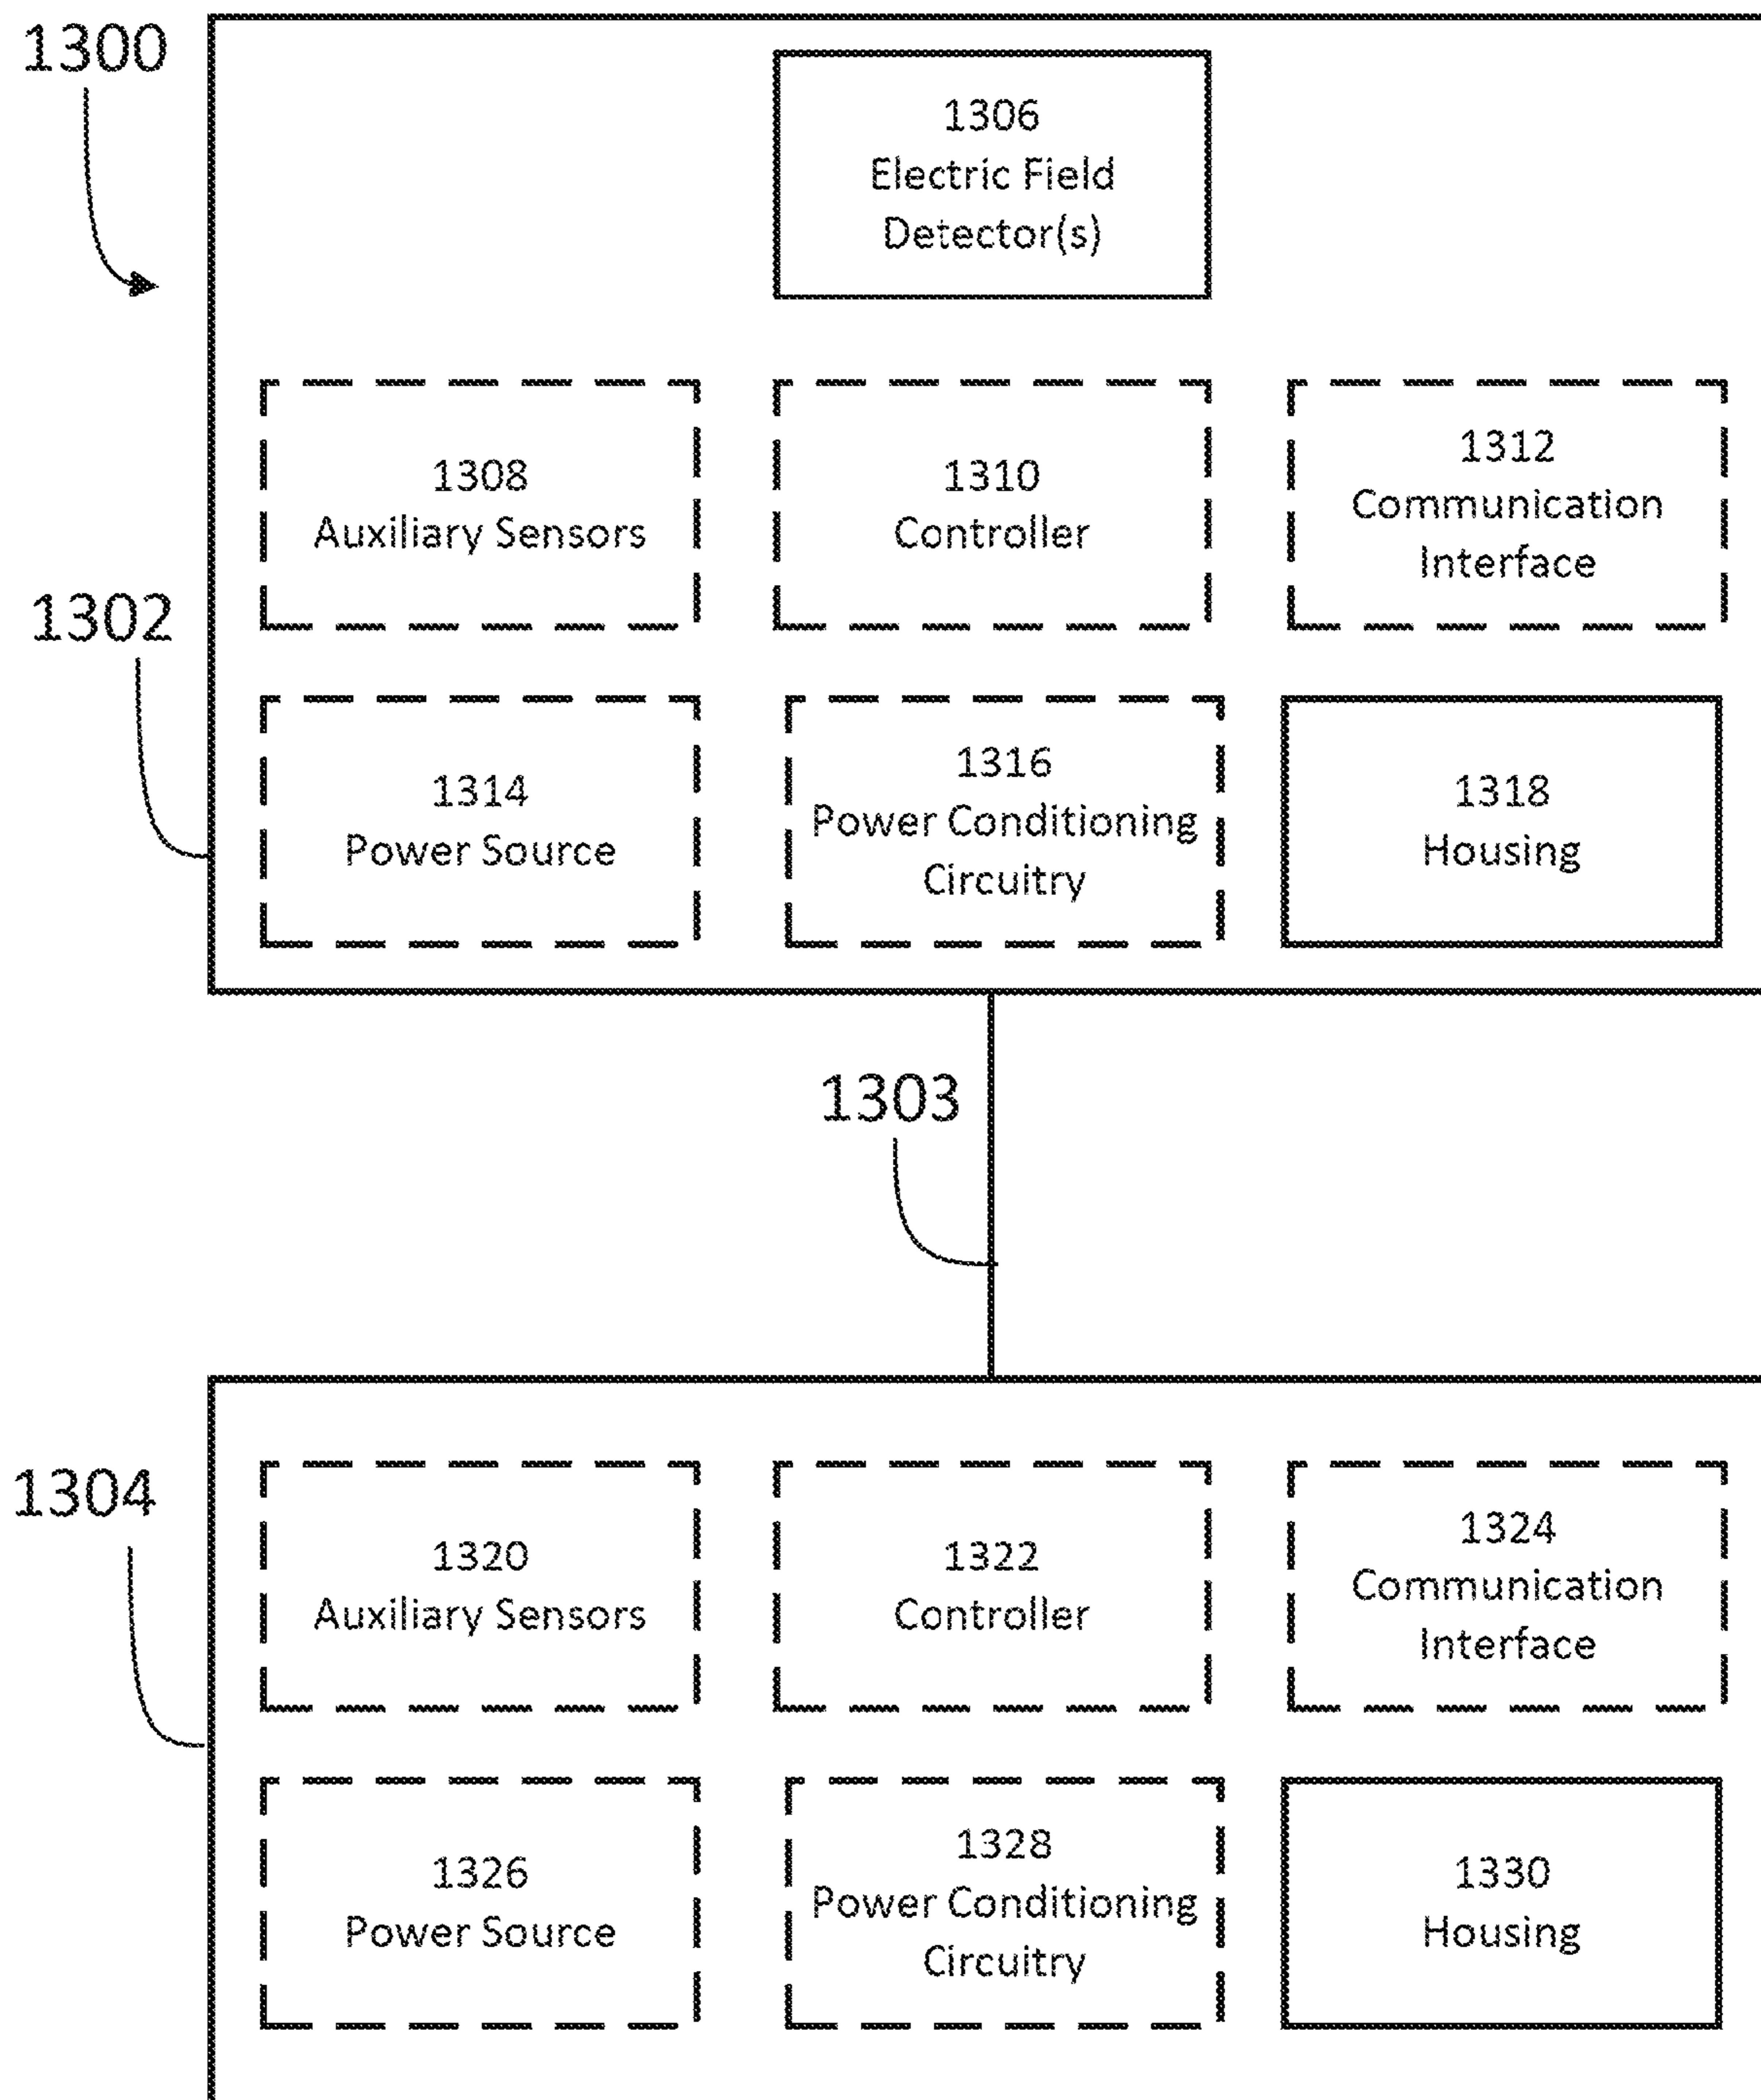 1300
1306
Electric Field
Detector(s)
1308
Auxiliary Sensors
1310
Controller
1312
Communication
Interface
1302
1314
Power Source
1316
Power Conditioning
Circuitry
1318
Housing
1303
1304
1320
Auxiliary Sensors
1322
Controller
1324
Communication
Interface
1326
Power Source
1328
Power Conditioning
Circuitry
1330
Housing